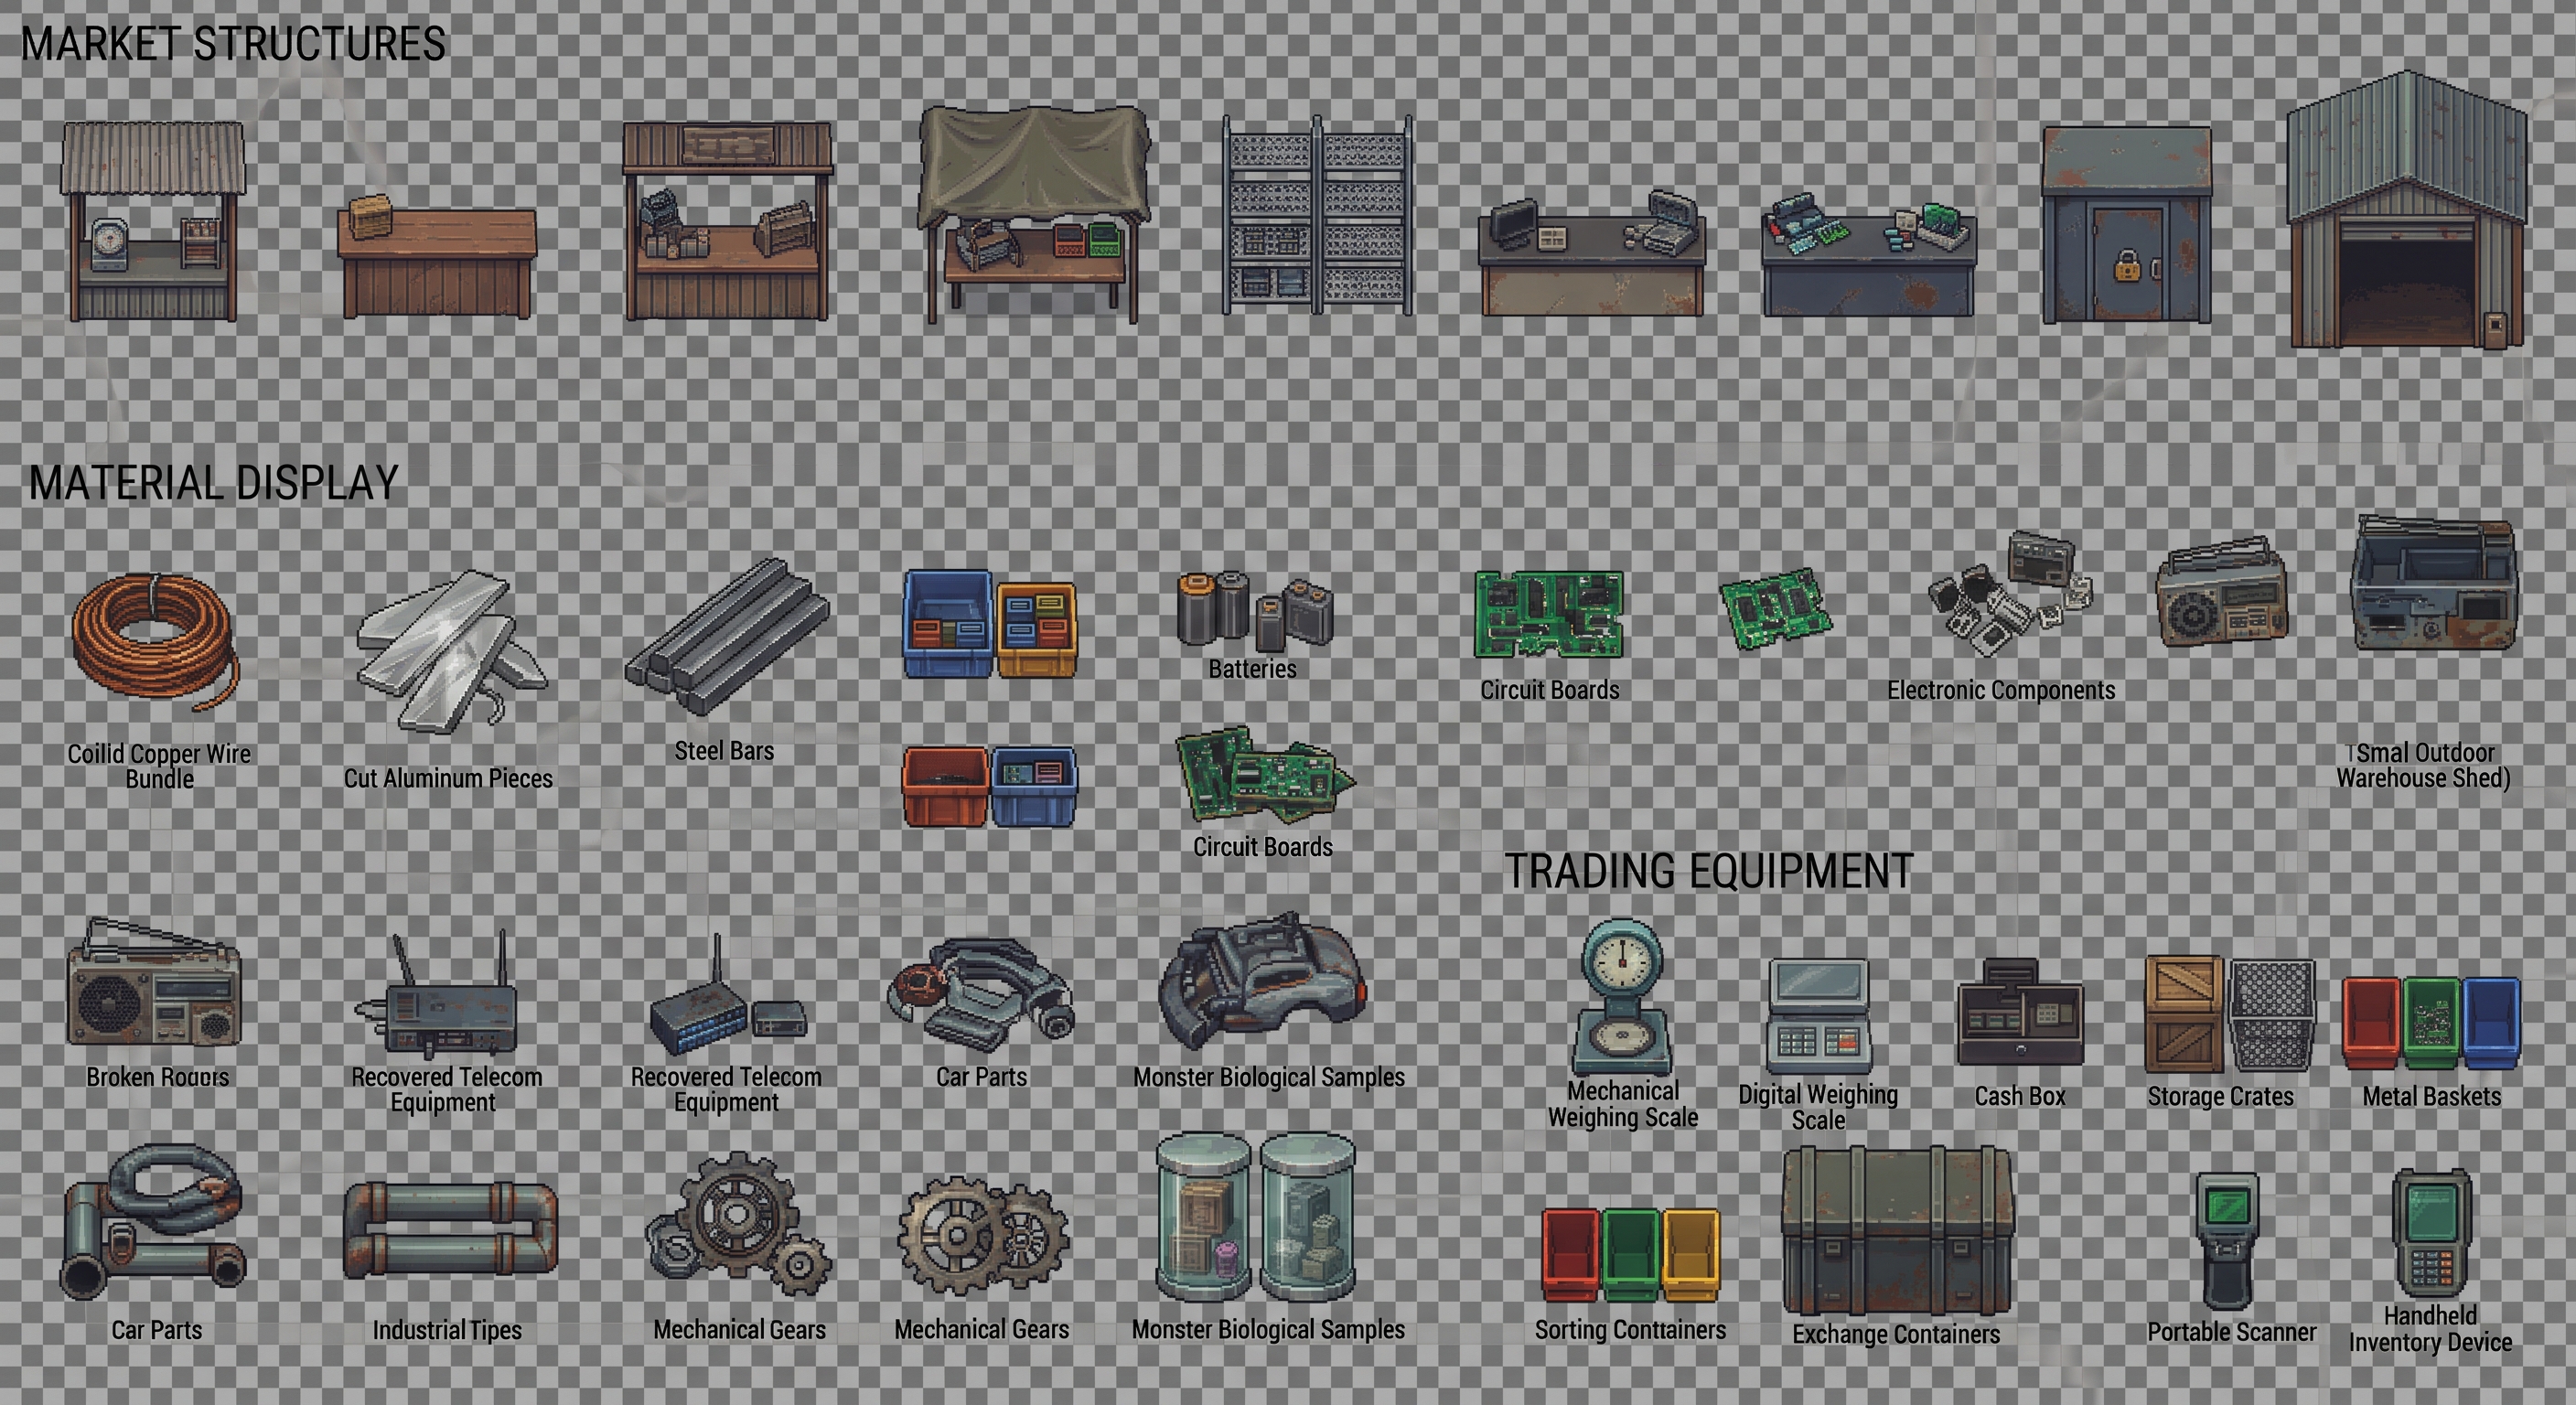 MARKET STRUCTURES
MATERIAL DISPLAY
Batteries
Circuit Boards
Electronic Components
Coilid Copper Wire
Bundle
Cut Aluminum Pieces
Steel Bars
TSmal Outdoor
Warehouse Shed)
Circuit Boards
TRADING EQUIPMENT
Broken
Recovered Telecom
Equipment
Recovered Telecom
Equipment
Car Parts
Monster Biological Samples
Mechanical
Weighing Scale
Digital Weighing
Scale
Cash Box
Storage Crates
Metal Baskets
Car Parts
Industrial Tipes
Mechanical Gears
Mechanical Gears
Monster Biological Samples
Sorting Conttainers
Exchange Containers
Portable Scanner
Handheld
Inventory Device